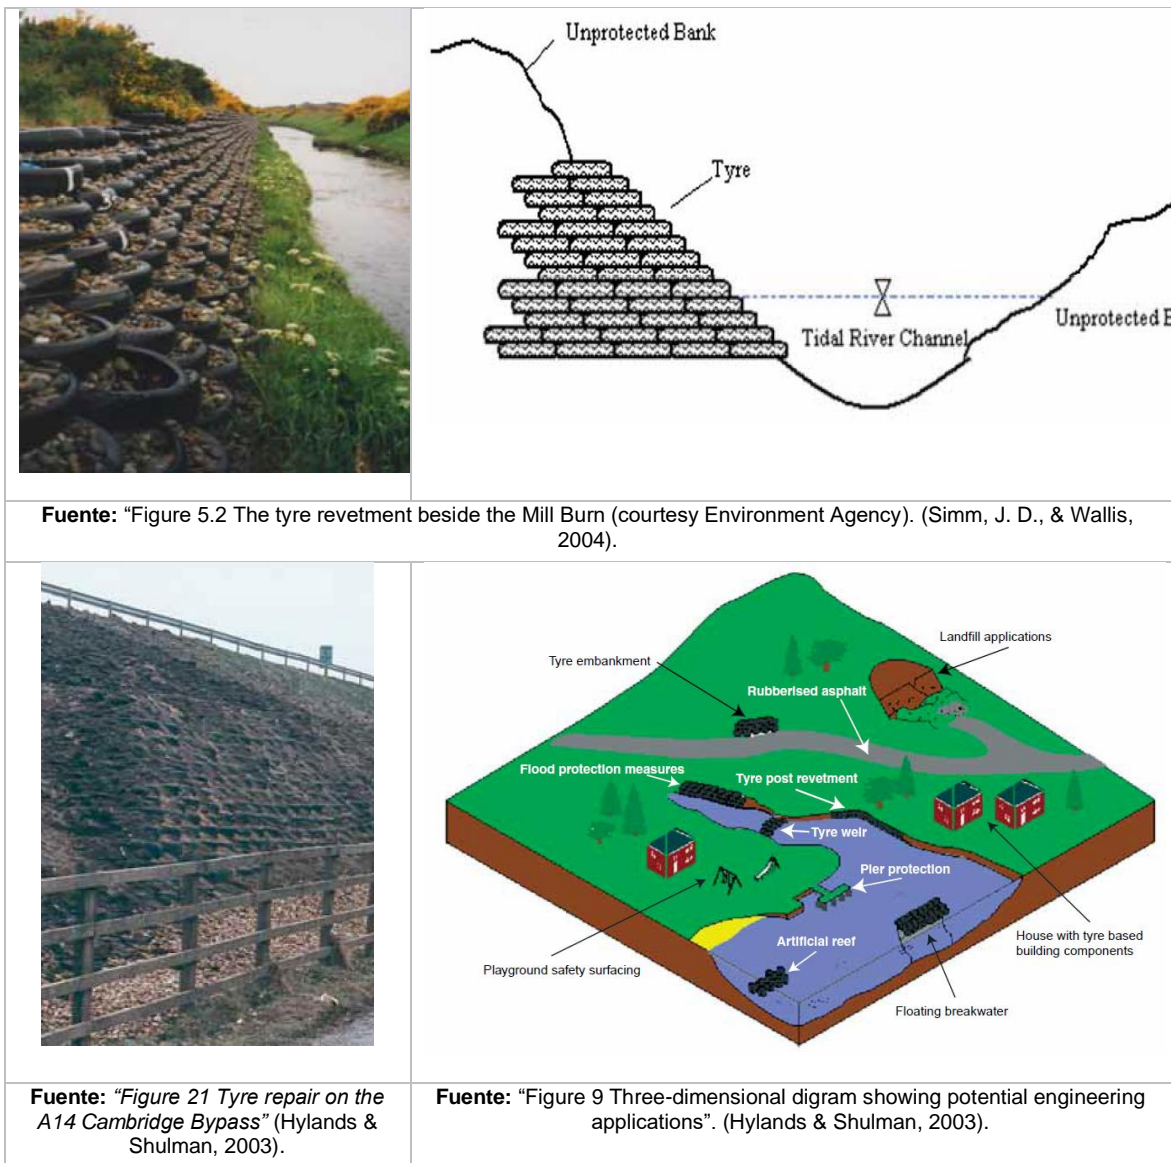 Unprotected Bank
Tyre
Tidal River Channel
Unprotected B
Fuente: “Figure 5.2 The tyre revetment beside the Mill Burn (courtesy Environment Agency). (Simm, J. D., & Wallis,
2004).
Landfill applications
Tyre embankment
Rubberised asphalt
Flood protection measures
Tyre post revetment
Tyre weir
Pier protection
House with tyre based
building components
Artificial reef
Playground safety surfacing
Floating breakwater
Fuente: “Figure 21 Tyre repair on the
A14 Cambridge Bypass” (Hylands &
Shulman, 2003).
Fuente: “Figure 9 Three-dimensional digram showing potential engineering
applications”. (Hylands & Shulman, 2003).